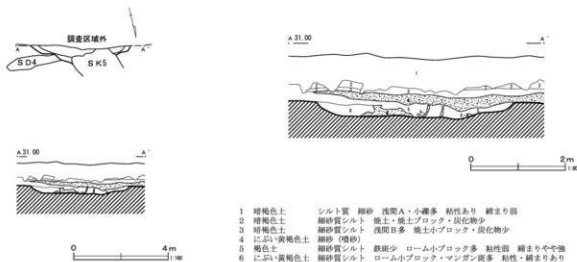 調査区域外
A A'
SD4
SK5
A 31.00 A'
1
0 2m
1:80
A 31.00 A'
0 4m
1:160
1 暗褐色土 シルト質 細砂 浅間A・小礫多 粘性あり 締まり弱
2 暗褐色土 細砂質シルト 焼土・焼土ブロック・炭化物少
3 暗褐色土 細砂質シルト 浅間B多 焼土小ブロック・炭化物少
4 にぶい黄褐色土 細砂(噴砂)
5 褐色土 細砂質シルト 鉄斑少 ローム小ブロック多 粘性弱 締まりやや強
6 にぶい黄褐色土 細砂質シルト ローム小ブロック・マンガン斑多 粘性・締まりあり